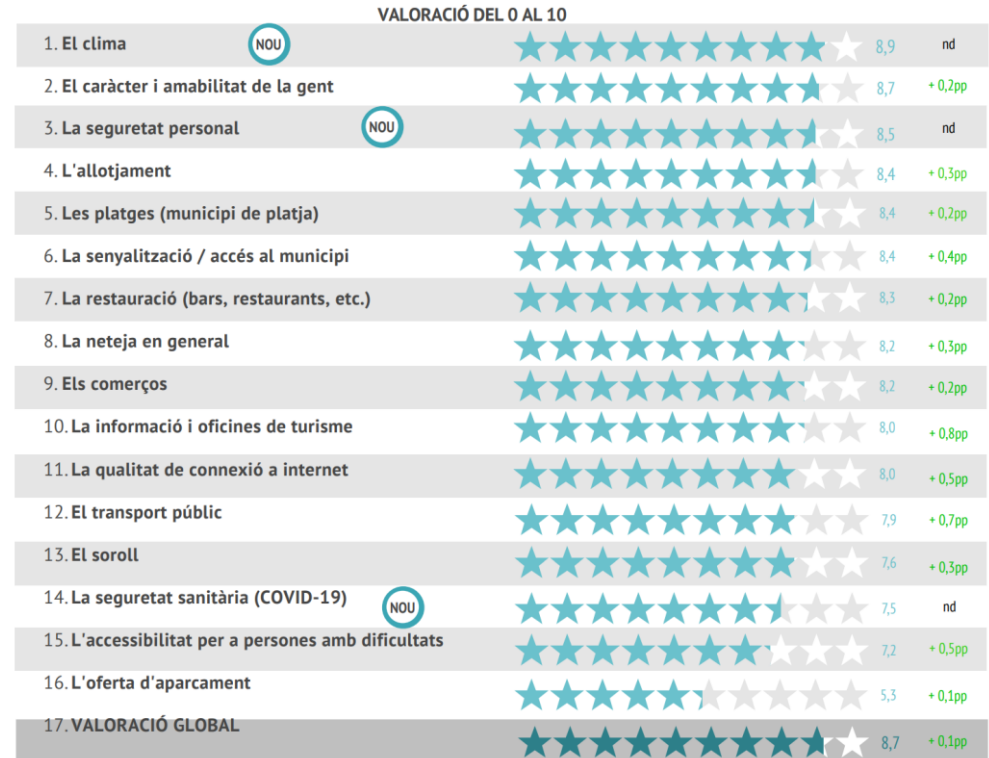 VALORACIÓ DEL 0 AL 10
1. El clima NOU 8,9 nd
2. El caràcter i amabilitat de la gent 8,7 + 0,2pp
3. La seguretat personal NOU 8,5 nd
4. L'allotjament 8,4 + 0,3pp
5. Les platges (municipi de platja) 8,4 + 0,2pp
6. La senyalització / accés al municipi 8,4 + 0,4pp
7. La restauració (bars, restaurants, etc.) 8,3 + 0,2pp
8. La neteja en general 8,2 + 0,3pp
9. Els comerços 8,2 + 0,2pp
10. La informació i oficines de turisme 8,0 + 0,8pp
11. La qualitat de connexió a internet 8,0 + 0,5pp
12. El transport públic 7,9 + 0,7pp
13. El soroll 7,6 + 0,3pp
14. La seguretat sanitària (COVID-19) NOU 7,5 nd
15. L'accessibilitat per a persones amb dificultats 7,2 + 0,5pp
16. L'oferta d'aparcament 5,3 + 0,1pp
17. VALORACIÓ GLOBAL 8,7 + 0,1pp